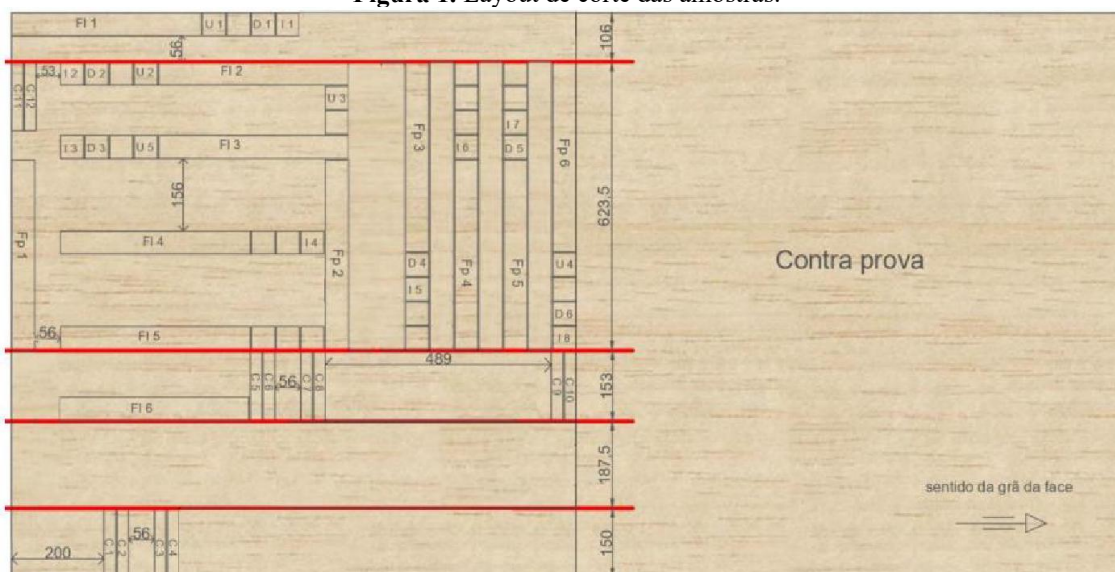 Figura 1. Layout de corte das amostras.
Fl 1 U 1 D 1 I 1
56
106
53 I 2 D 2 U 2 Fl 2
C 11 C 12
U 3
Fp 3 I 7 Fp 6
I 3 D 3 U 5 Fl 3 I 6 D 5
156
623.5
Fl 4 I 4
Fp 1 Fp 2 D 4 Fp 4 Fp 5 U 4
Contra prova
I 5
D 6
56 Fl 5 I 8
489
C 5 C 6 56 C 7 C 8 C 9 C 10
153
Fl 6
187.5
sentido da grã da face
C 1 C 2 56 C 3 C 4
200
150